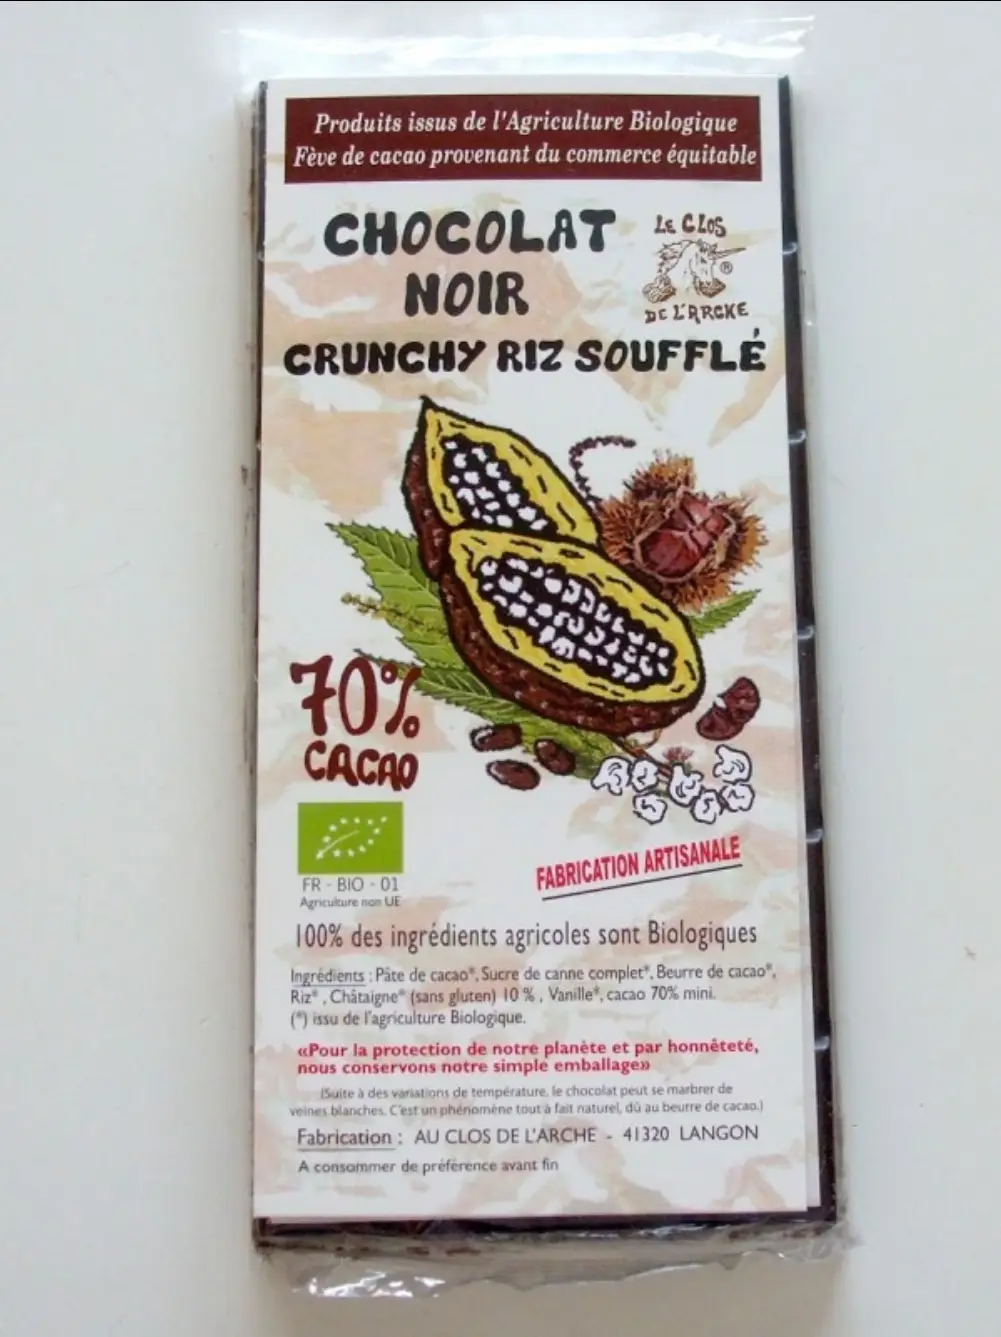 Produits issus de l'Agriculture Biologique
Fève de cacao provenant du commerce équitable
CHOCOLAT
NOIR
CRUNCHY RIZ SOUFFLÉ
LE CLOS
®
DE L'ARCHE
70%
CACAO
FR - BIO - 01
Agriculture non UE
FABRICATION ARTISANALE
100% des ingrédients agricoles sont Biologiques
Ingrédients : Pâte de cacao*, Sucre de canne complet*, Beurre de cacao*,
Riz* , Châtaigne* (sans gluten) 10 % , Vanille*, cacao 70% mini.
(*) issu de l'agriculture Biologique.
«Pour la protection de notre planète et par honnêteté,
nous conservons notre simple emballage»
(Suite à des variations de température, le chocolat peut se marbrer de
veines blanches. C'est un phénomène tout à fait naturel, dû au beurre de cacao.)
Fabrication : AU CLOS DE L'ARCHE - 41320 LANGON
A consommer de préférence avant fin